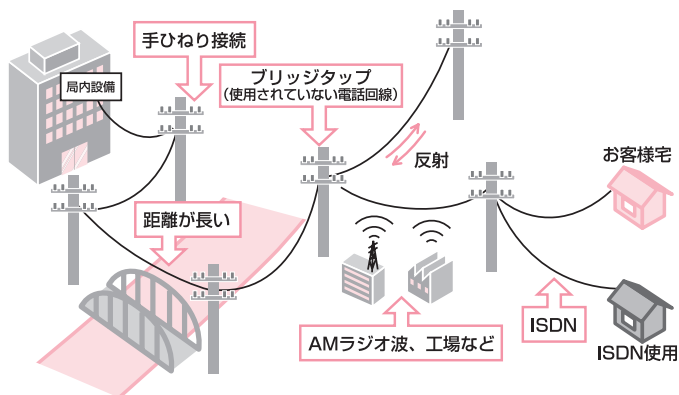 手ひねり接続
局内設備
ブリッジタップ
（使用されていない電話回線）
反射
お客様宅
距離が長い
AMラジオ波、工場など
ISDN
ISDN使用